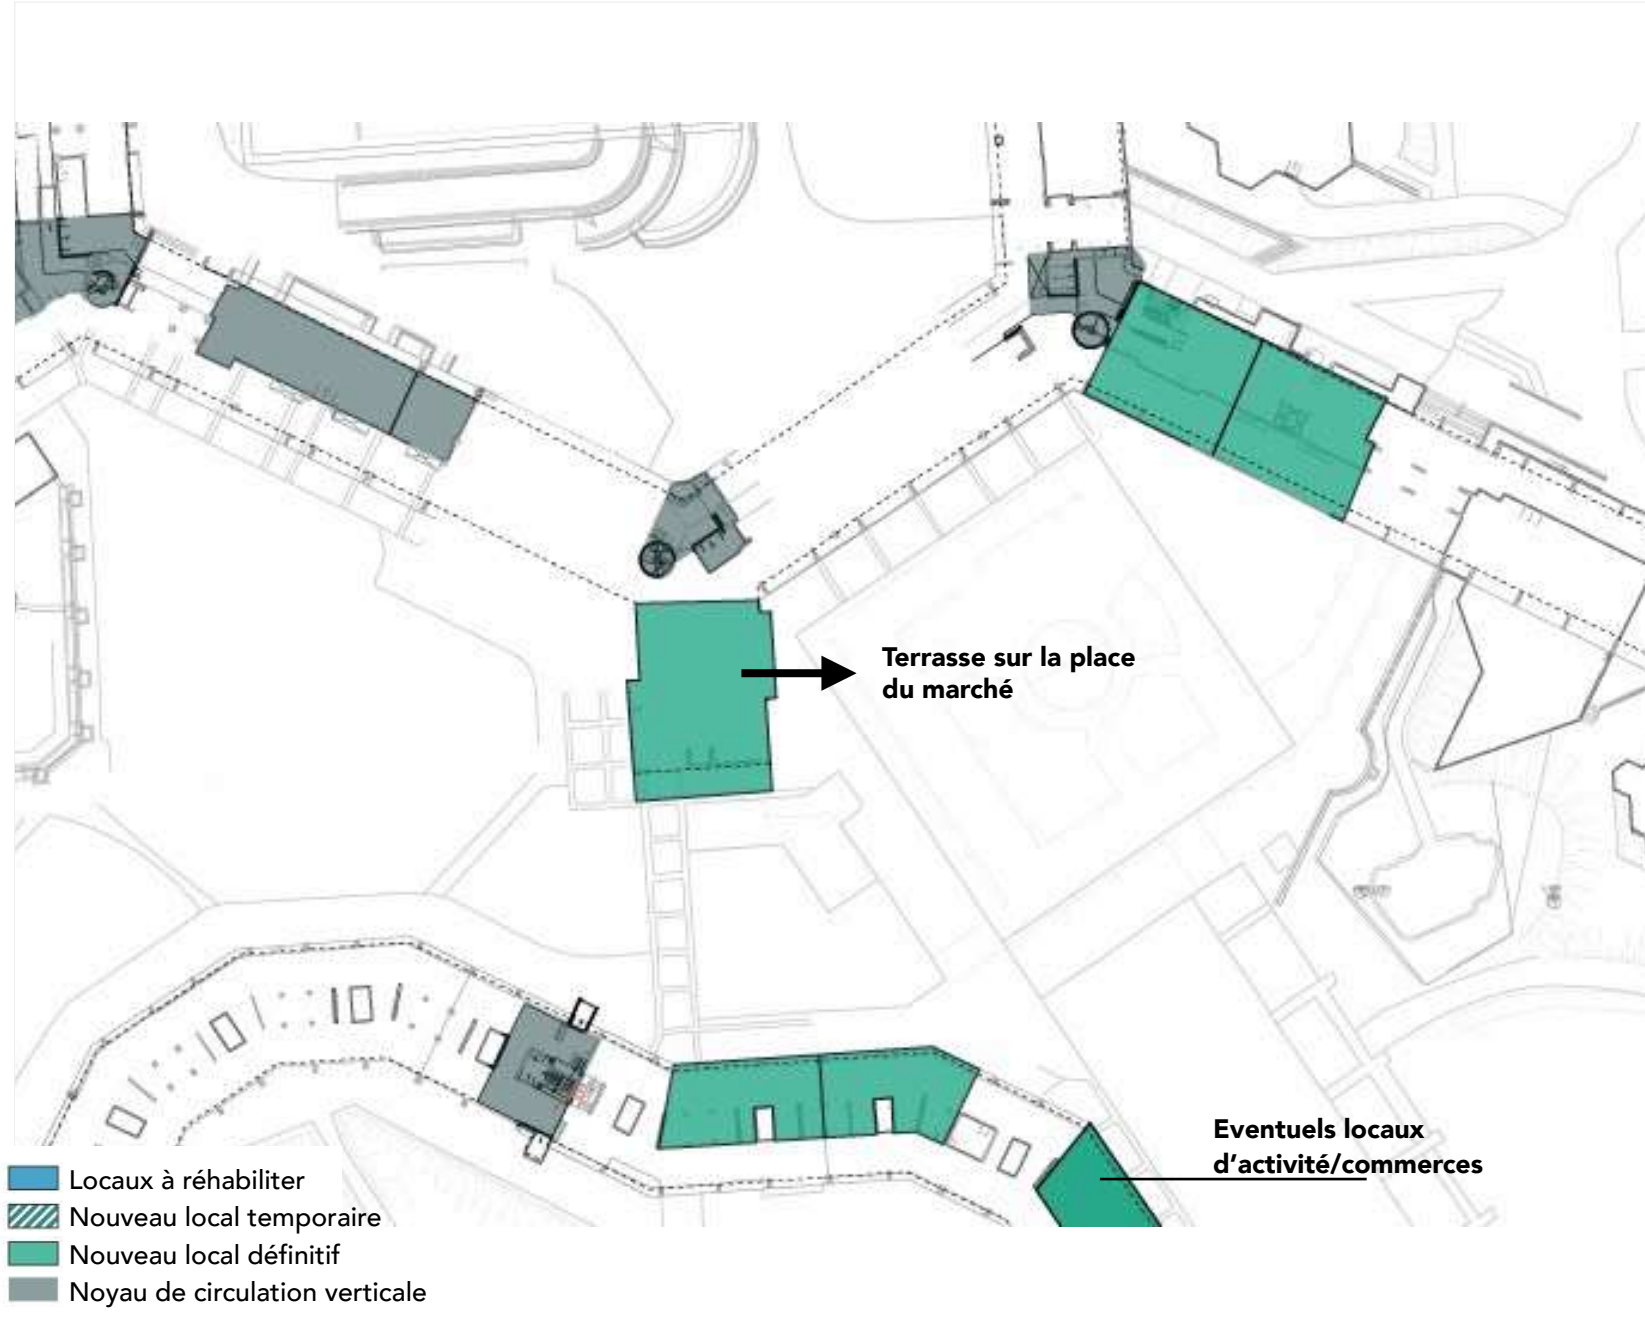 Terrasse sur la place
du marché
Eventuels locaux
d’activité/commerces
Locaux à réhabiliter
Nouveau local temporaire
Nouveau local définitif
Noyau de circulation verticale